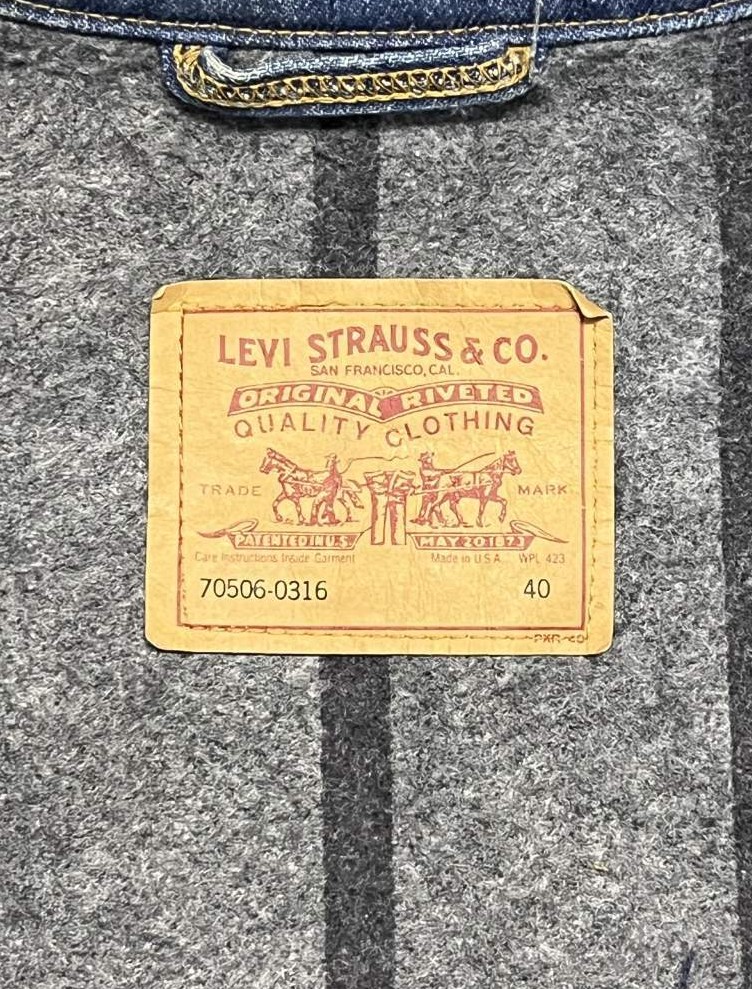 LEVI STRAUSS & CO.
SAN FRANCISCO, CAL.
ORIGINAL RIVETED
QUALITY CLOTHING
TRADE MARK
PATENTED IN U.S. MAY 20 1873
Care Instructions Inside Garment Made in U.S.A. WPL 423
70506-0316 40